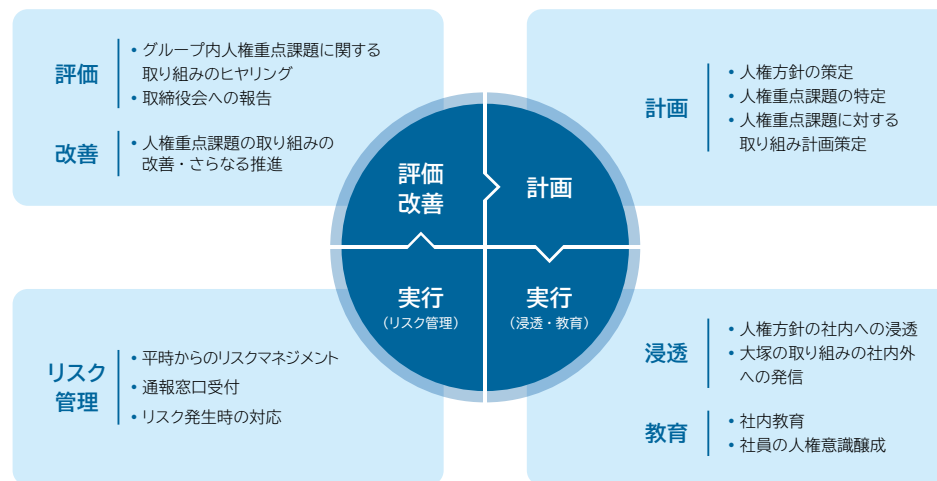 評価
・グループ内人権重点課題に関する
取り組みのヒヤリング
・取締役会への報告
改善
・人権重点課題の取り組みの
改善・さらなる推進
計画
・人権方針の策定
・人権重点課題の特定
・人権重点課題に対する
取り組み計画策定
評価
改善
計画
実行
（リスク管理）
実行
（浸透・教育）
リスク
管理
・平時からのリスクマネジメント
・通報窓口受付
・リスク発生時の対応
浸透
・人権方針の社内への浸透
・大塚の取り組みの社内外
への発信
教育
・社内教育
・社員の人権意識醸成